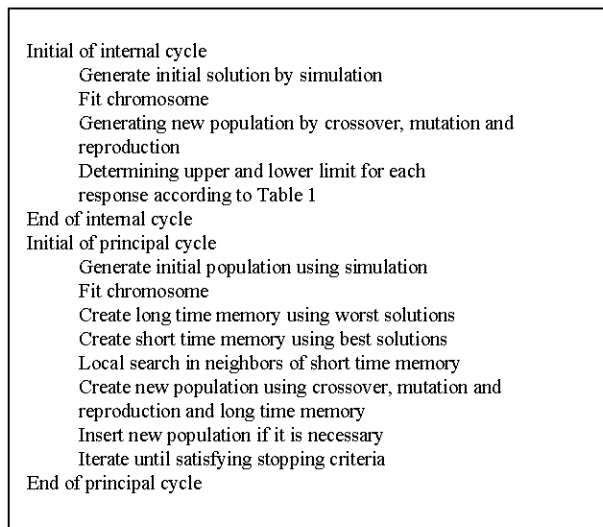 Initial of internal cycle
Generate initial solution by simulation
Fit chromosome
Generating new population by crossover, mutation and
reproduction
Determining upper and lower limit for each
response according to Table 1
End of internal cycle
Initial of principal cycle
Generate initial population using simulation
Fit chromosome
Create long time memory using worst solutions
Create short time memory using best solutions
Local search in neighbors of short time memory
Create new population using crossover, mutation and
reproduction and long time memory
Insert new population if it is necessary
Iterate until satisfying stopping criteria
End of principal cycle